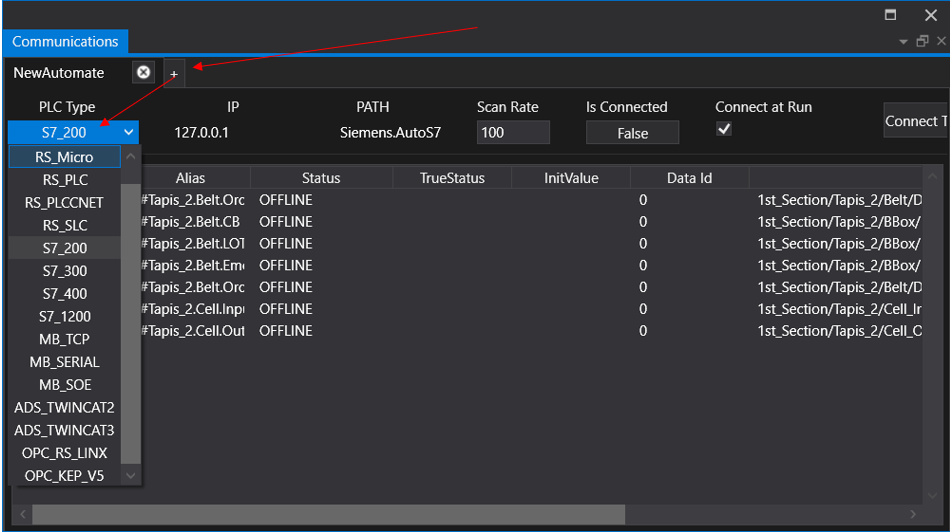 Communications
NewAutomate +
PLC Type IP PATH Scan Rate Is Connected Connect at Run
S7_200 127.0.0.1 Siemens.AutoS7 100 False Connect T
RS_Micro
RS_PLC
RS_PLCCNET
RS_SLC
S7_200
S7_300
S7_400
S7_1200
MB_TCP
MB_SERIAL
MB_SOE
ADS_TWINCAT2
ADS_TWINCAT3
OPC_RS_LINX
OPC_KEP_V5
Alias Status TrueStatus InitValue Data Id
#Tapis_2.Belt.Orc OFFLINE 0 1st_Section/Tapis_2/Belt/D
#Tapis_2.Belt.CB OFFLINE 0 1st_Section/Tapis_2/BBox/
#Tapis_2.Belt.LOT OFFLINE 0 1st_Section/Tapis_2/BBox/
#Tapis_2.Belt.Eme OFFLINE 0 1st_Section/Tapis_2/BBox/
#Tapis_2.Belt.Orc OFFLINE 0 1st_Section/Tapis_2/Belt/D
#Tapis_2.Cell.Inpu OFFLINE 0 1st_Section/Tapis_2/Cell_In
#Tapis_2.Cell.Out OFFLINE 0 1st_Section/Tapis_2/Cell_O